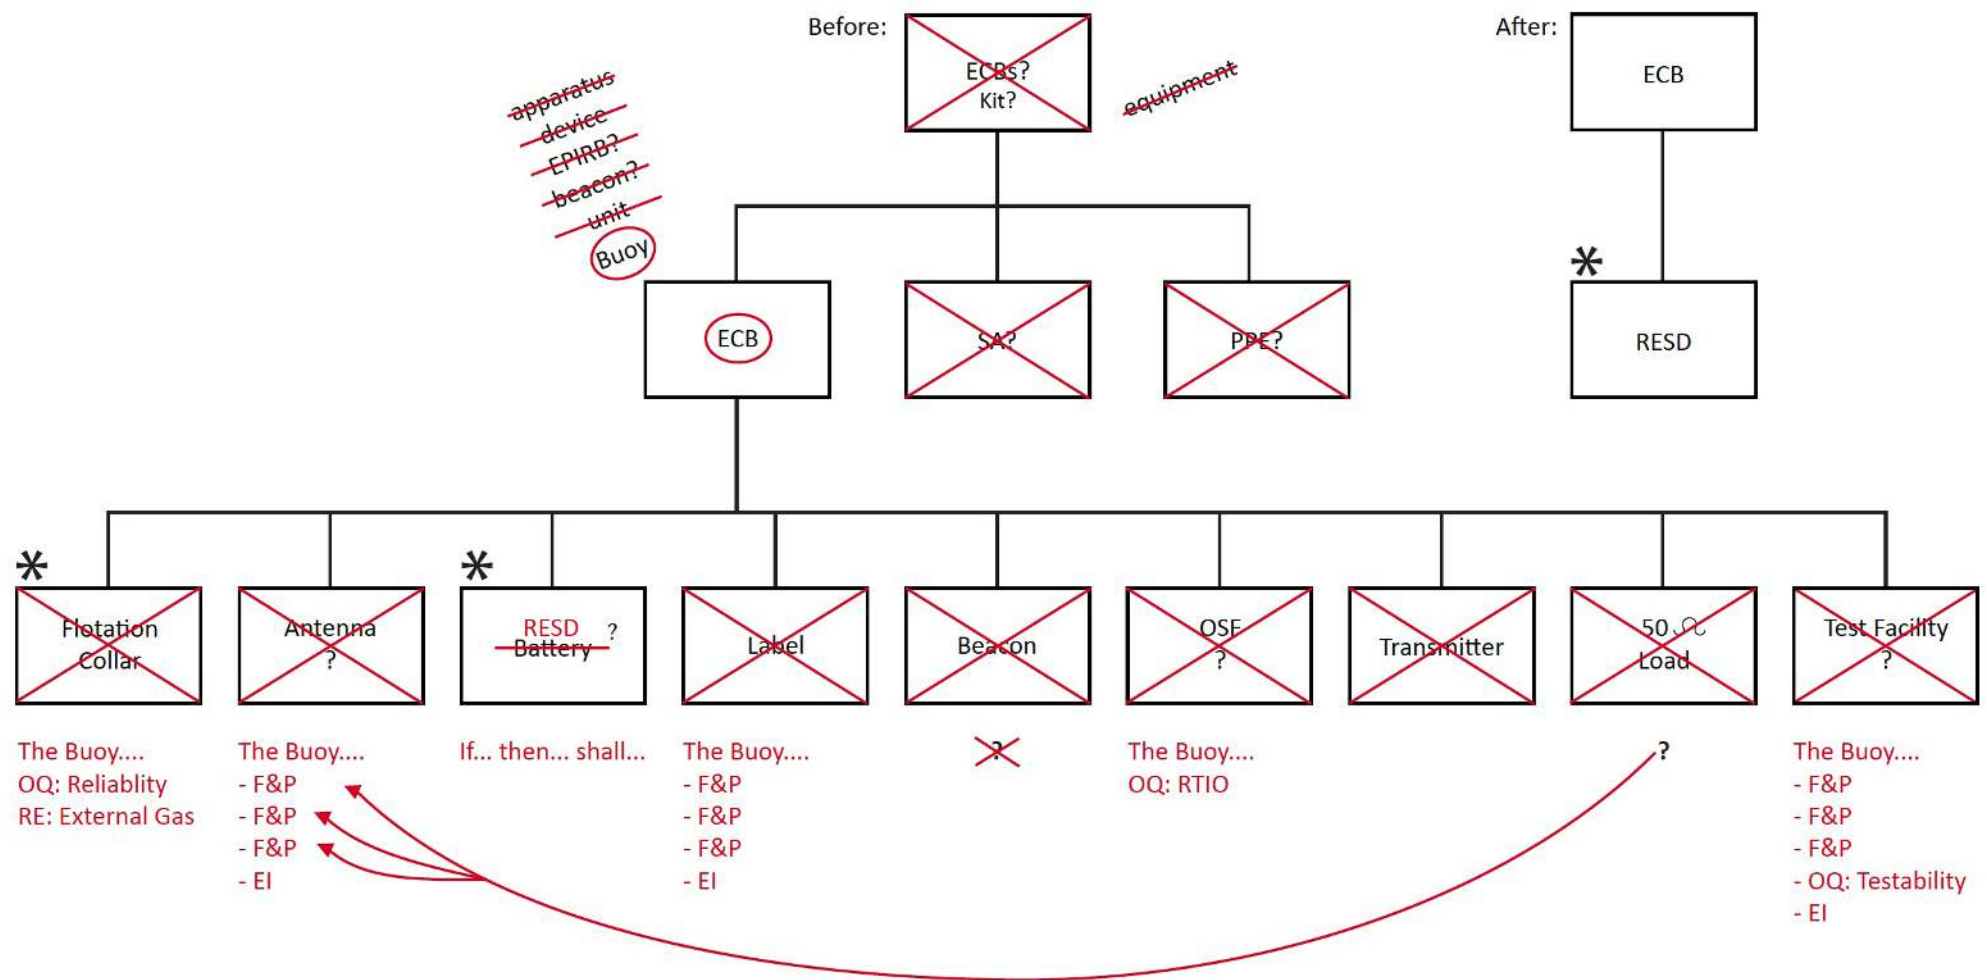 Before:
ECBs?
Kit?
After:
ECB
apparatus
device
EPIRB?
beacon?
unit
Buoy
equipment
ECB
SA?
PPE?
*
RESD
*
Flotation
Collar
Antenna
?
*
RESD
?
Battery
Label
Beacon
OSF
?
Transmitter
50 Ω
Load
Test Facility
?
The Buoy....
OQ: Reliablity
RE: External Gas
The Buoy....
- F&P
- F&P
- F&P
- EI
If... then... shall...
The Buoy....
- F&P
- F&P
- F&P
- EI
?
The Buoy....
OQ: RTIO
?
The Buoy....
- F&P
- F&P
- F&P
- OQ: Testability
- EI